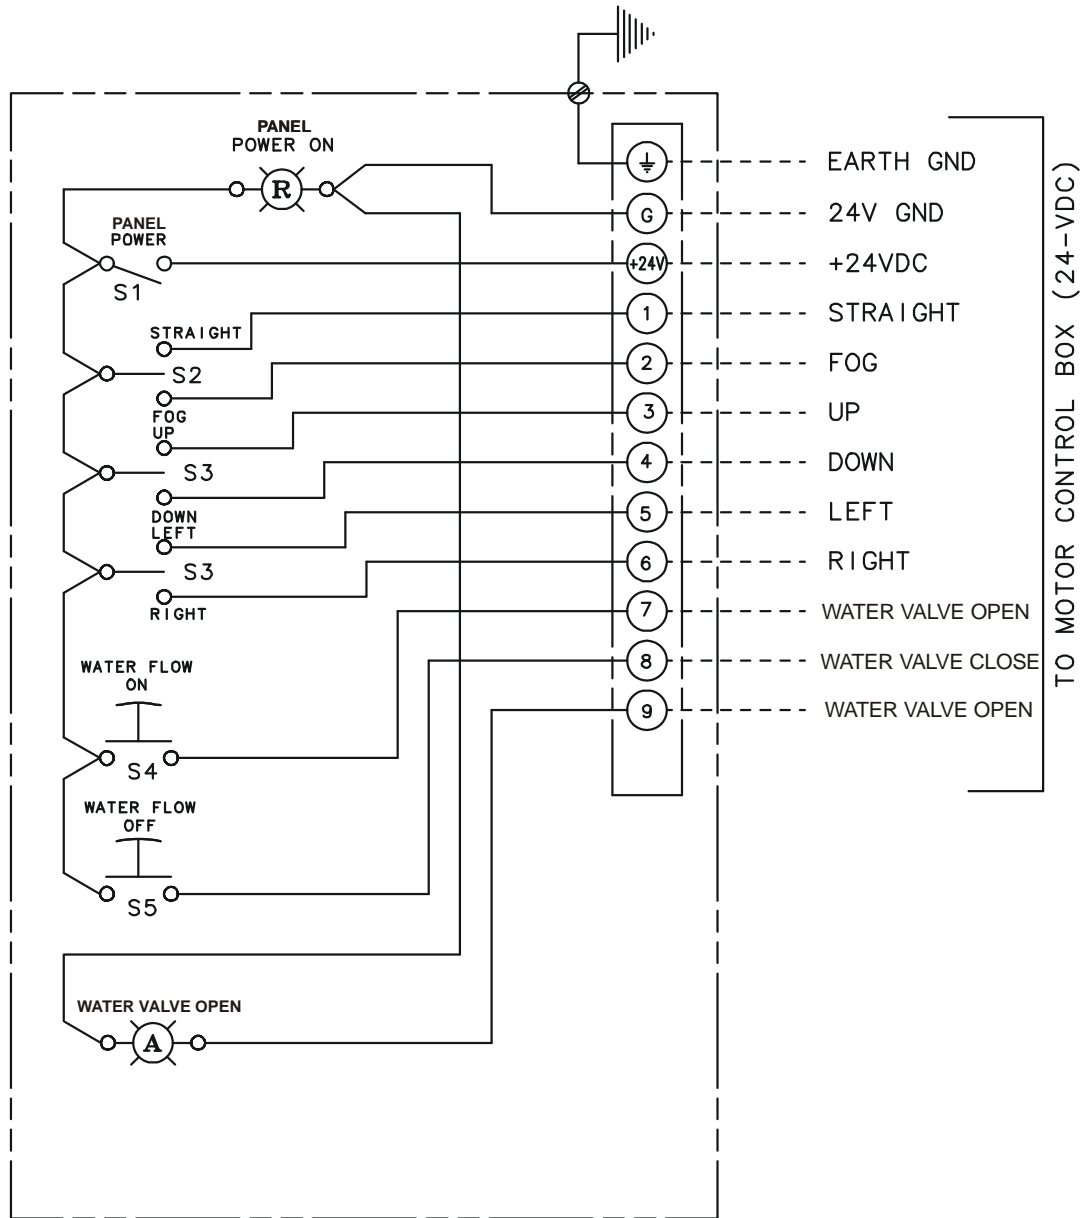 PANEL
POWER ON
R
PANEL
POWER
S1
STRAIGHT
S2
FOG
UP
S3
DOWN
LEFT
S3
RIGHT
WATER FLOW
ON
S4
WATER FLOW
OFF
S5
WATER VALVE OPEN
A
EARTH GND
G 24V GND
+24V +24VDC
1 STRAIGHT
2 FOG
3 UP
4 DOWN
5 LEFT
6 RIGHT
7 WATER VALVE OPEN
8 WATER VALVE CLOSE
9 WATER VALVE OPEN
TO MOTOR CONTROL BOX (24-VDC)